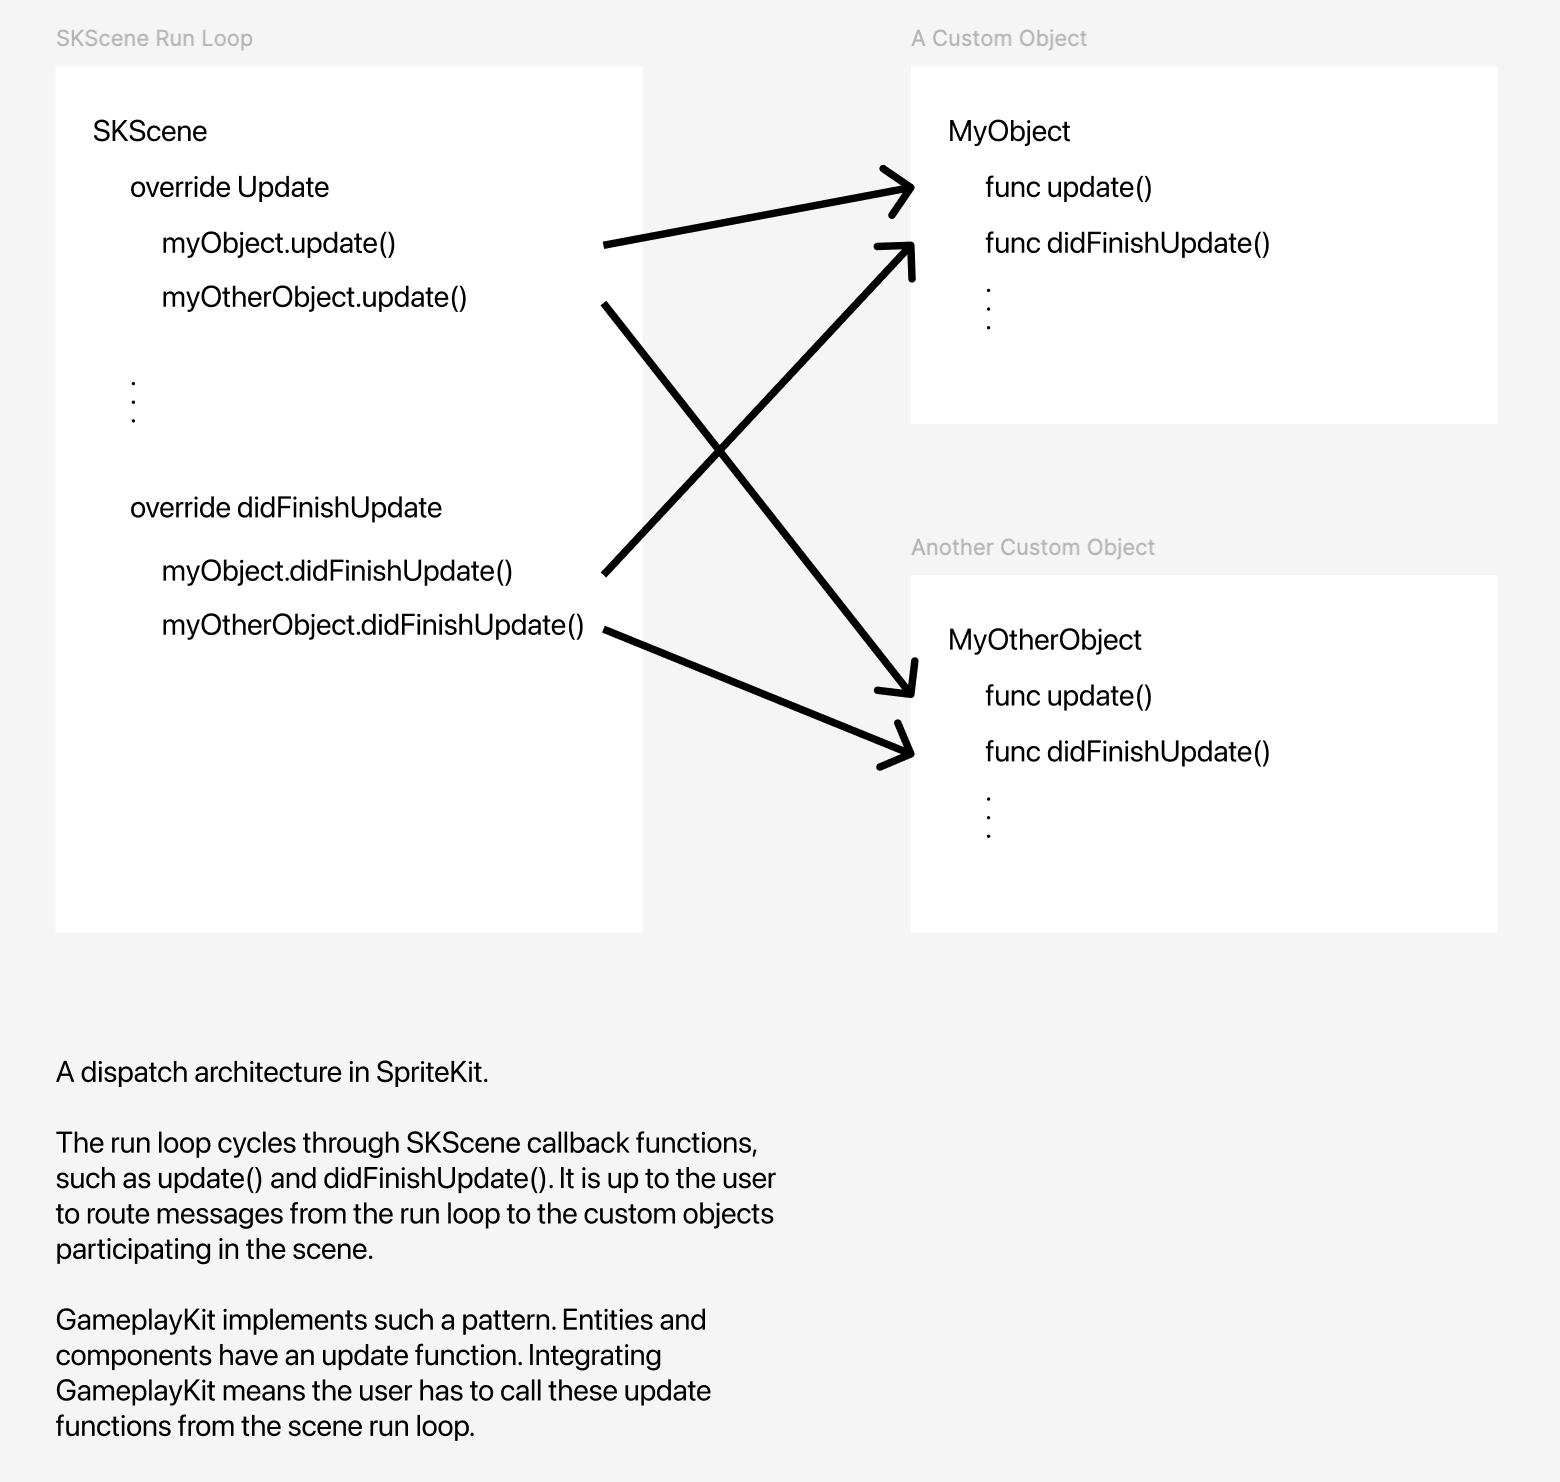 SKScene Run Loop
SKScene
override Update
myObject.update()
myOtherObject.update()
.
.
.
override didFinishUpdate
myObject.didFinishUpdate()
myOtherObject.didFinishUpdate()
A Custom Object
MyObject
func update()
func didFinishUpdate()
.
.
.
Another Custom Object
MyOtherObject
func update()
func didFinishUpdate()
.
.
.
A dispatch architecture in SpriteKit.
The run loop cycles through SKScene callback functions,
such as update() and didFinishUpdate(). It is up to the user
to route messages from the run loop to the custom objects
participating in the scene.
GameplayKit implements such a pattern. Entities and
components have an update function. Integrating
GameplayKit means the user has to call these update
functions from the scene run loop.